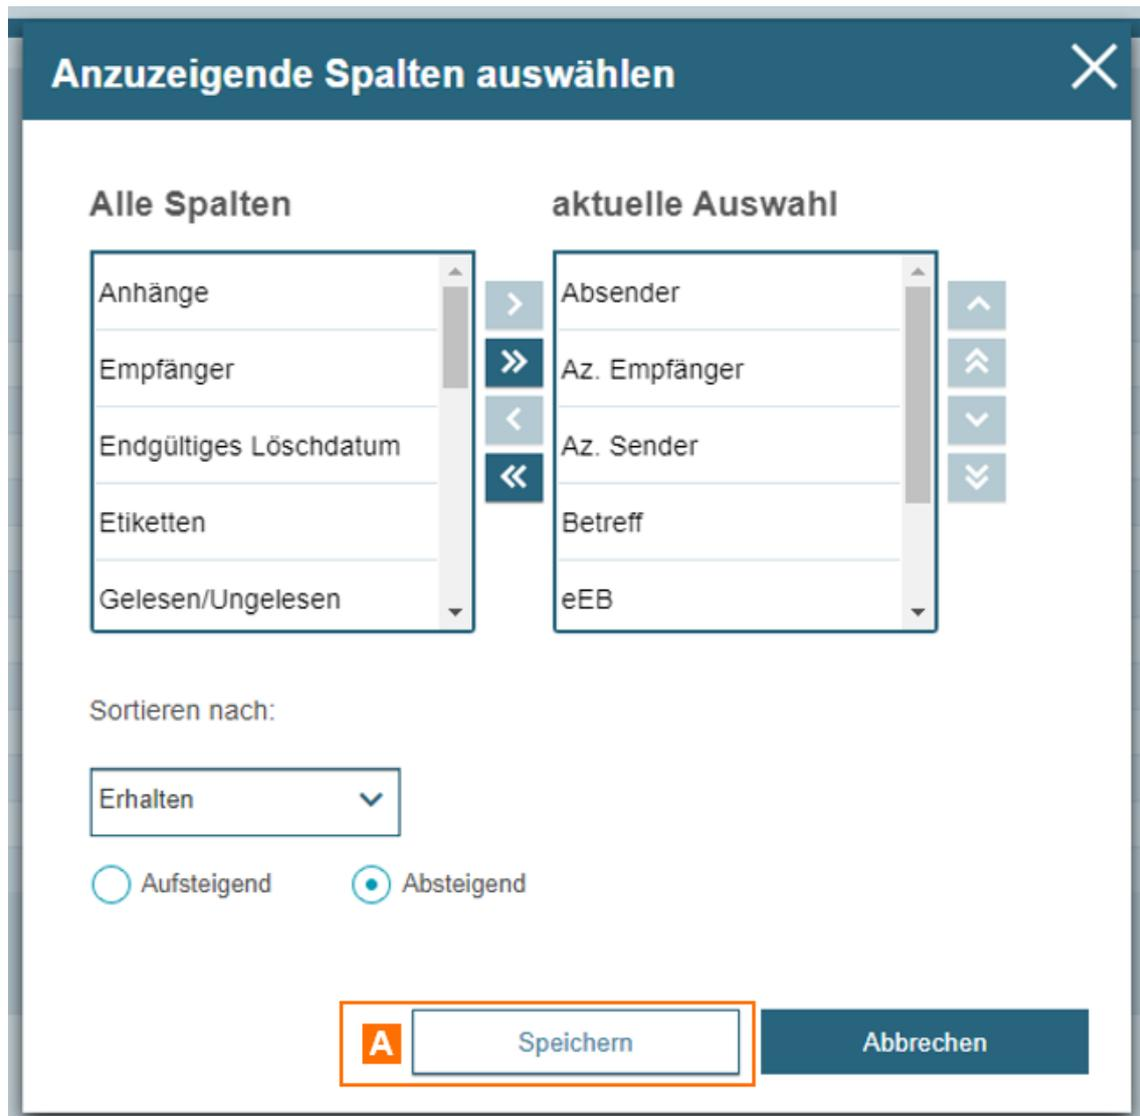 Anzuzeigende Spalten auswählen
Alle Spalten
Anhänge
Empfänger
Endgültiges Löschdatum
Etiketten
Gelesen/Ungelesen
aktuelle Auswahl
Absender
Az. Empfänger
Az. Sender
Betreff
eEB
Sortieren nach:
Erhalten
Aufsteigend Absteigend
A Speichern Abbrechen